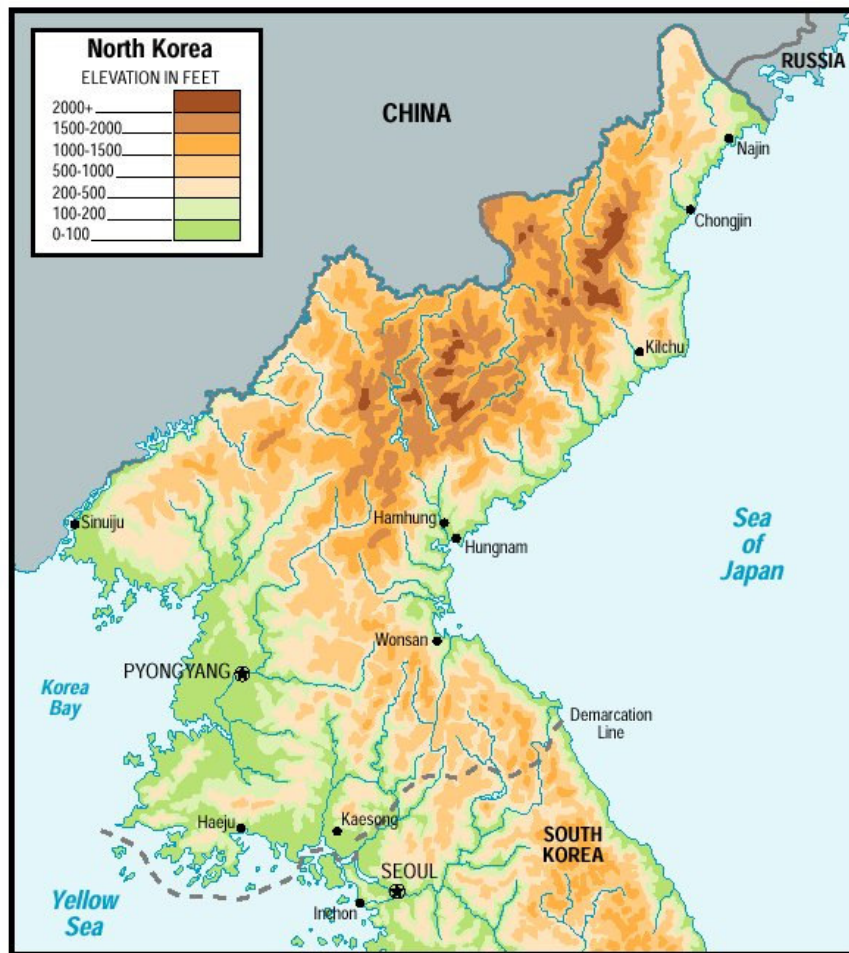 North Korea
ELEVATION IN FEET
2000+
1500-2000
1000-1500
500-1000
200-500
100-200
0-100
RUSSIA
CHINA
Najin
Chongjin
Kilchu
Sinuiju
Hamhung
Hungnam
Sea
of
Japan
Wonsan
PYONGYANG
Korea
Bay
Demarcation
Line
Haeju
Kaesong
SOUTH
KOREA
SEOUL
Yellow
Sea
Inchon